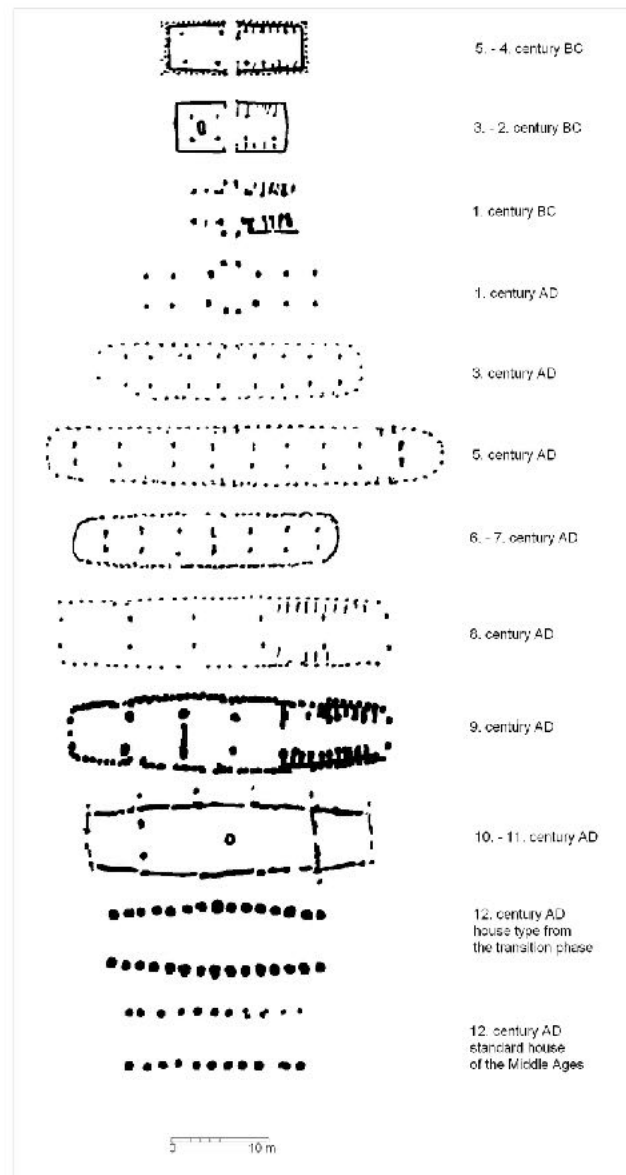 5. - 4. century BC
3. - 2. century BC
1. century BC
1. century AD
3. century AD
5. century AD
6. - 7. century AD
8. century AD
9. century AD
10. - 11. century AD
12. century AD
house type from
the transition phase
12. century AD
standard house
of the Middle Ages
0 10 m